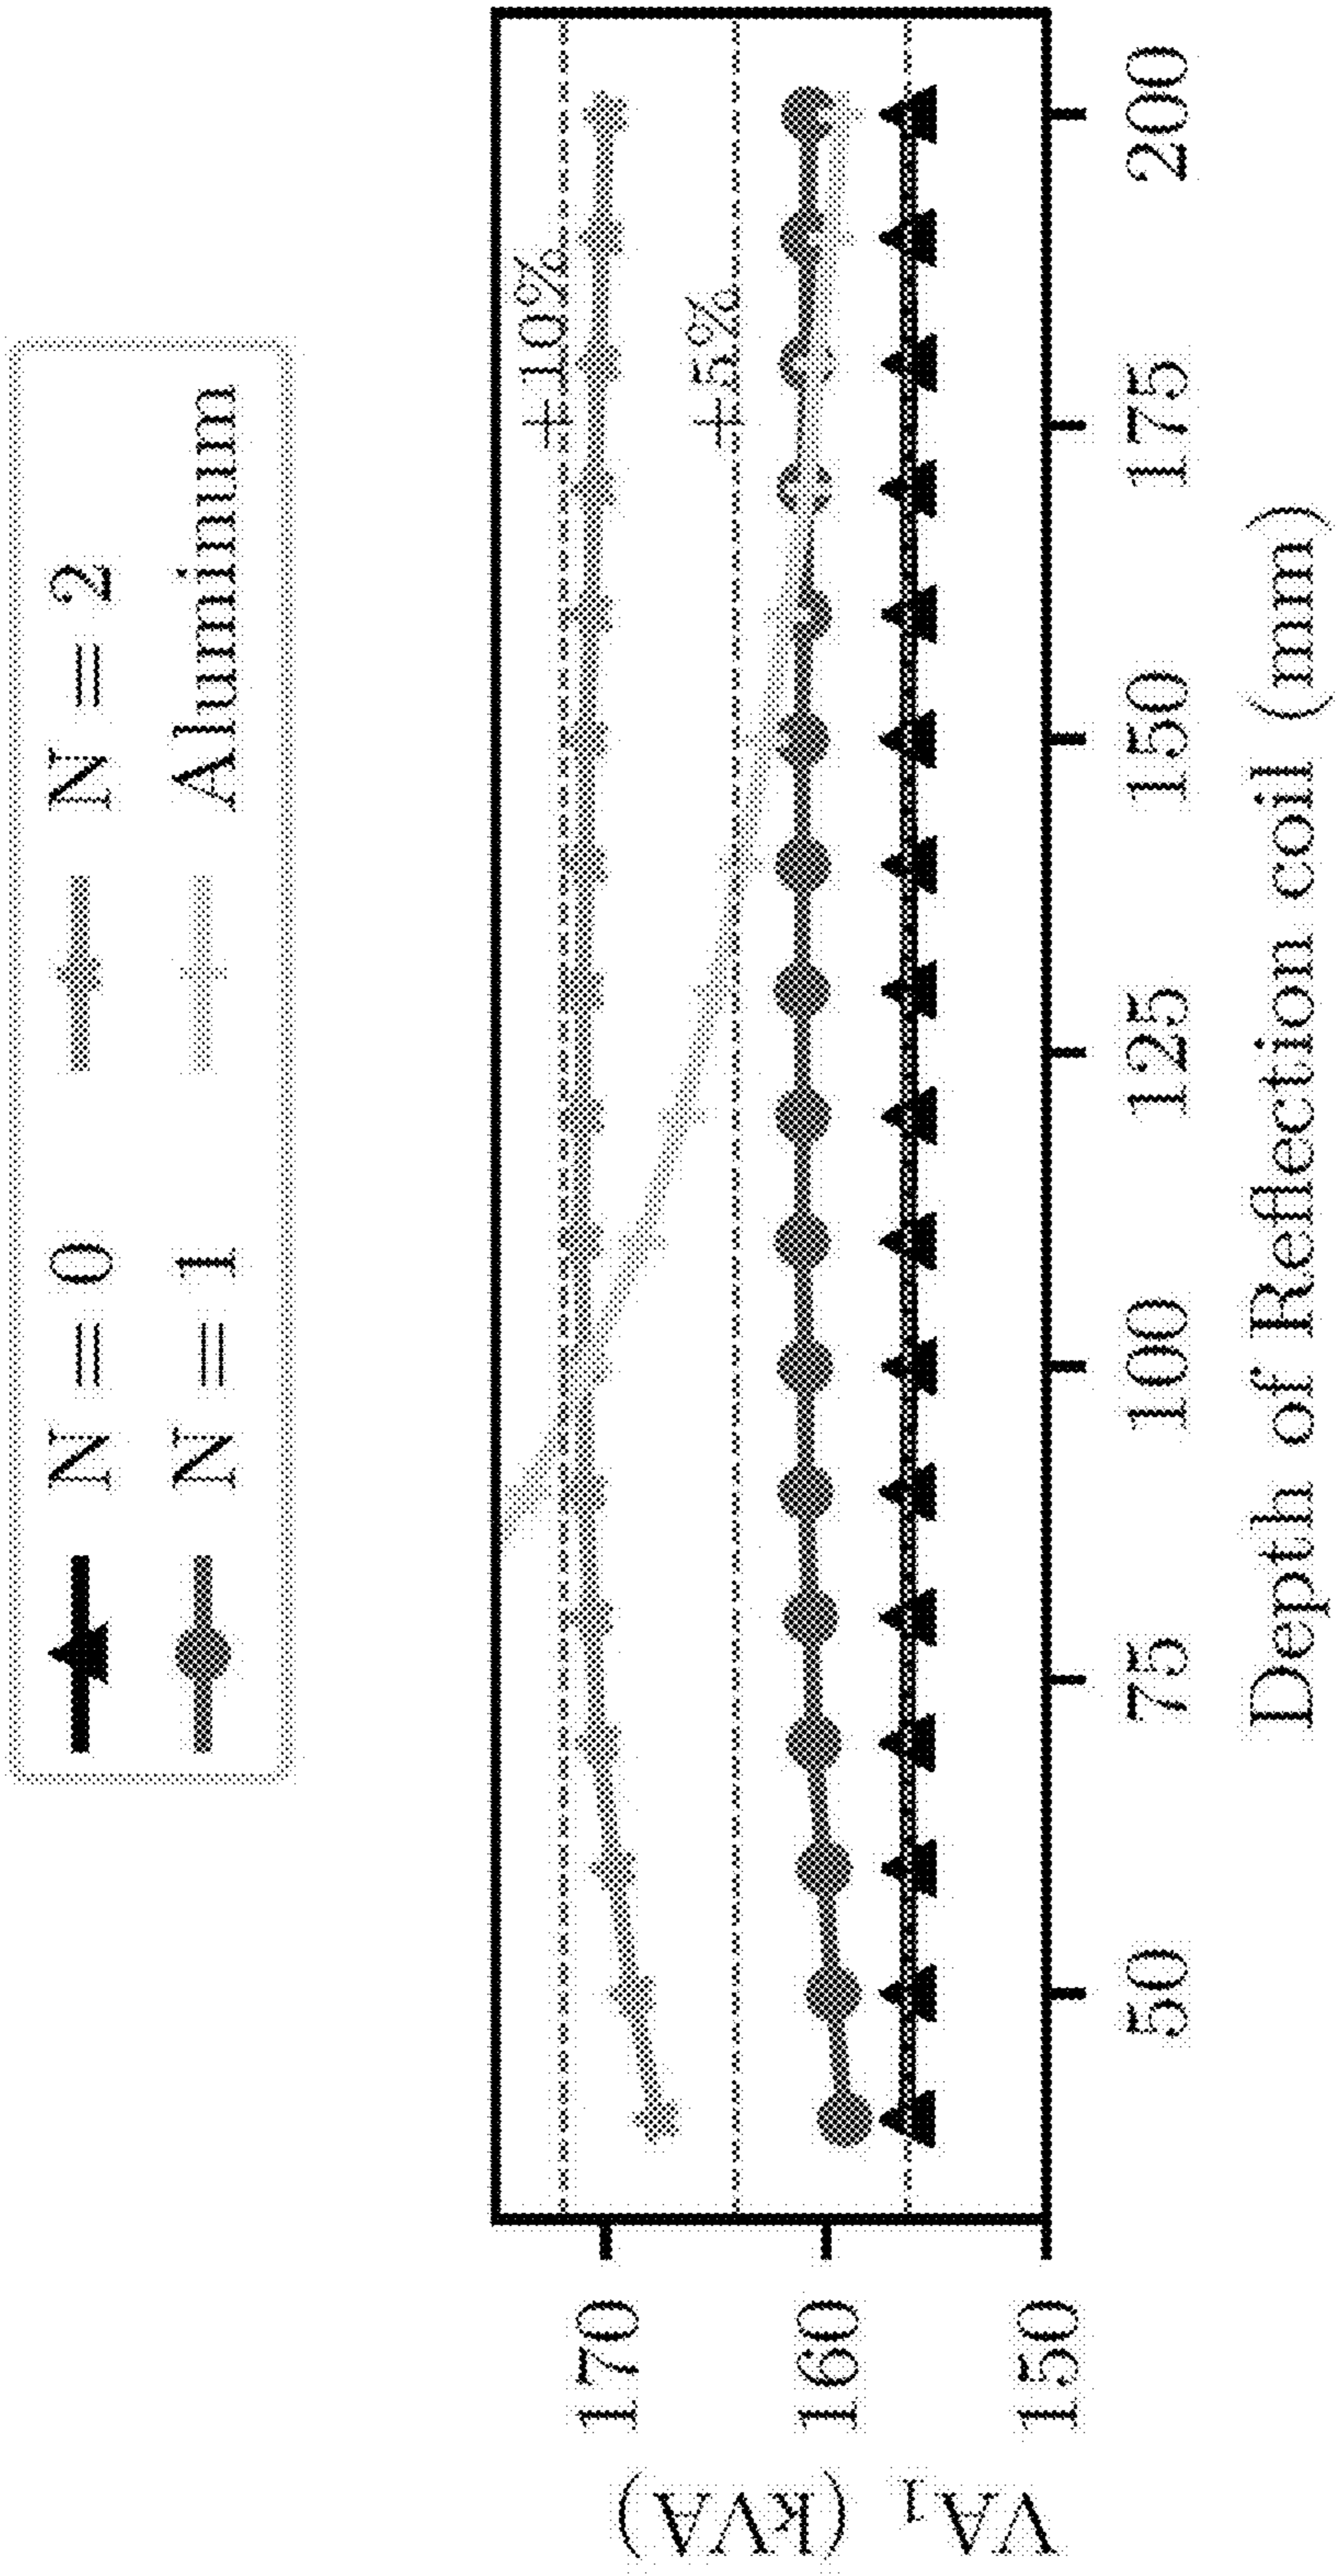 N = 0 N = 2
N = 1 Aluminum
+10%
+5%
170
160
150
VA1 (kVA)
50 75 100 125 150 175 200
Depth of Reflection coil (mm)